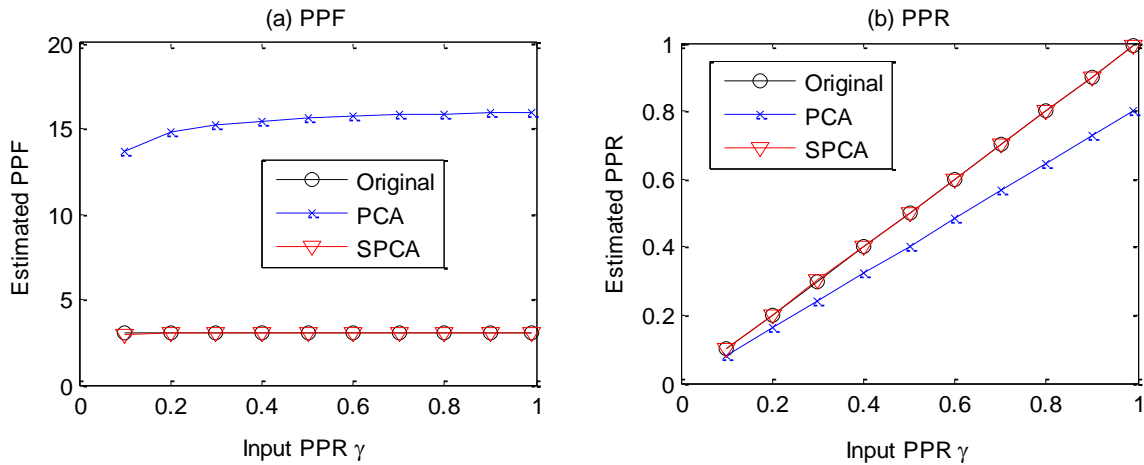 (a) PPF
Estimated PPF
20
15
10
5
0
Original
PCA
SPCA
0
0.2
0.4
0.6
0.8
1
Input PPR γ
(b) PPR
Estimated PPR
1
0.8
0.6
0.4
0.2
0
Original
PCA
SPCA
0
0.2
0.4
0.6
0.8
1
Input PPR γ